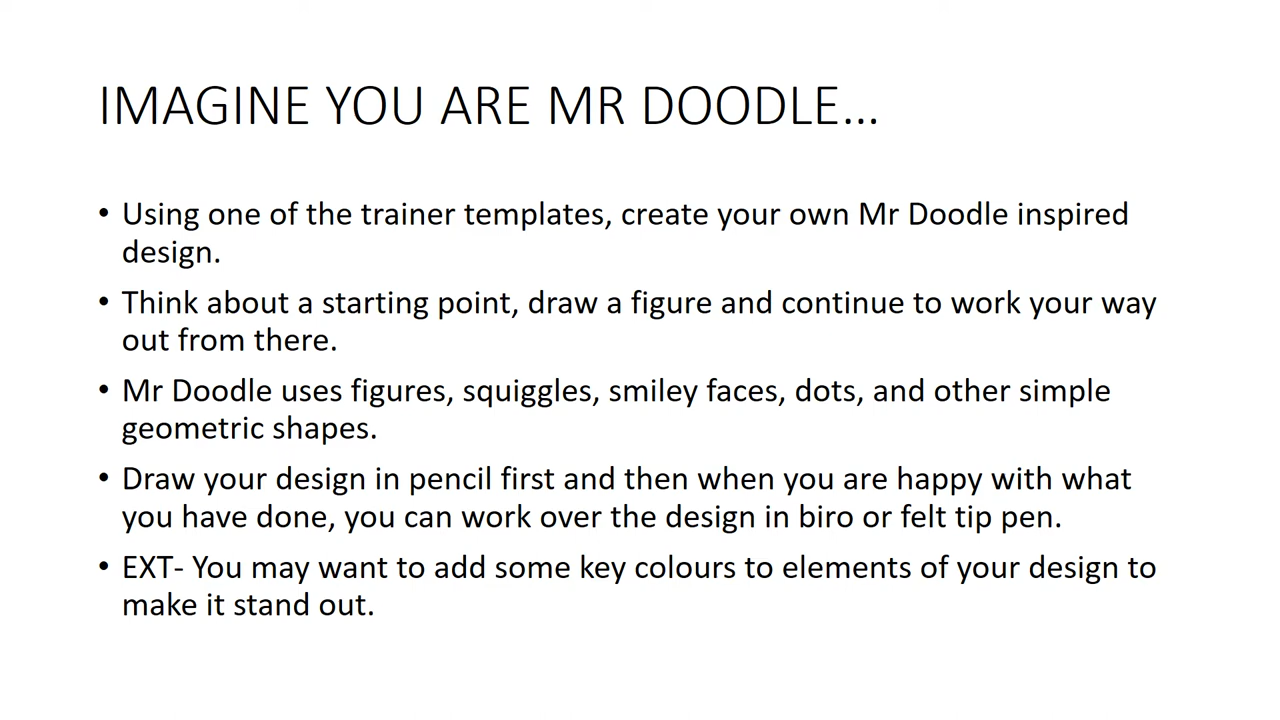 IMAGINE YOU ARE MR DOODLE...
• Using one of the trainer templates, create your own Mr Doodle inspired
design.
• Think about a starting point, draw a figure and continue to work your way
out from there.
• Mr Doodle uses figures, squiggles, smiley faces, dots, and other simple
geometric shapes.
• Draw your design in pencil first and then when you are happy with what
you have done, you can work over the design in biro or felt tip pen.
• EXT- You may want to add some key colours to elements of your design to
make it stand out.